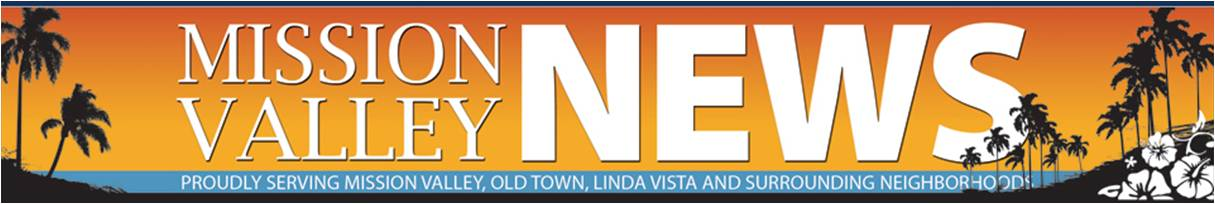 MISSION
VALLEY
NEWS
PROUDLY SERVING MISSION VALLEY, OLD TOWN, LINDA VISTA AND SURROUNDING NEIGHBORHOODS